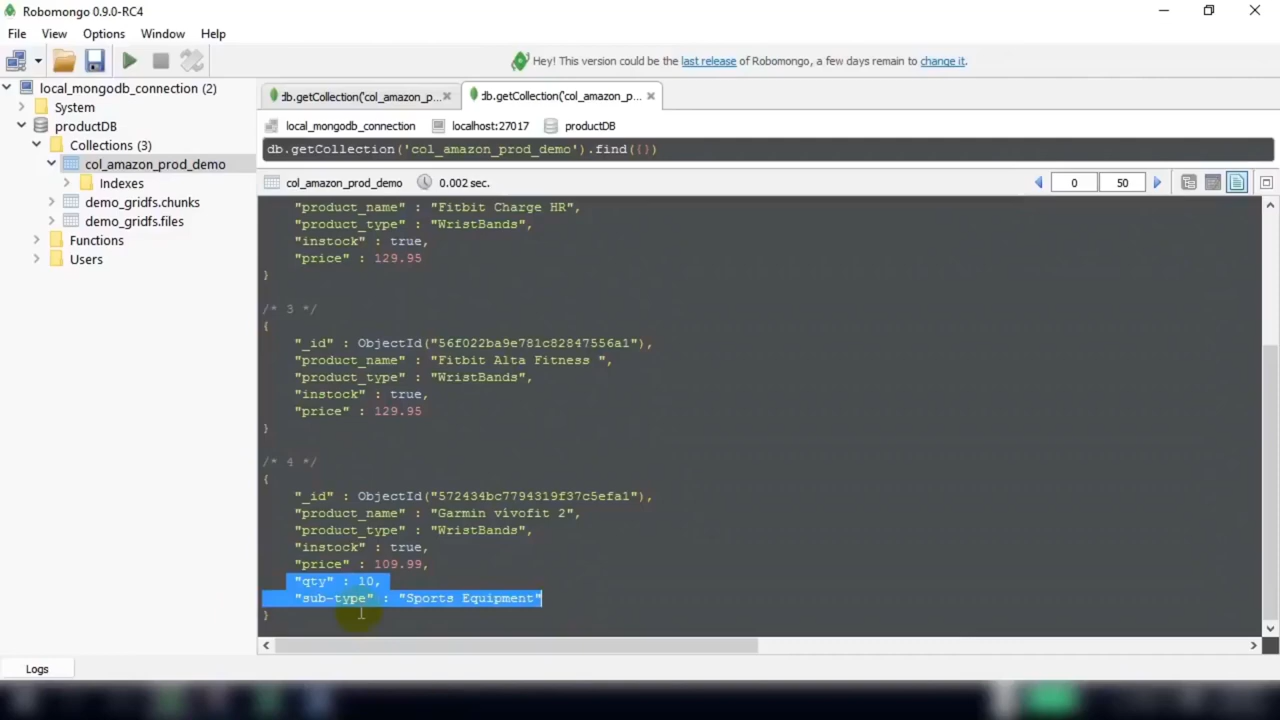 Robomongo 0.9.0-RC4
File View Options Window Help
Hey! This version could be the last release of Robomongo, a few days remain to change it.
local_mongodb_connection (2)
System
productDB
Collections (3)
col_amazon_prod_demo
Indexes
demo_gridfs.chunks
demo_gridfs.files
Functions
Users
db.getCollection('col_amazon_p... db.getCollection('col_amazon_p...
local_mongodb_connection localhost:27017 productDB
db.getCollection('col_amazon_prod_demo').find({})
col_amazon_prod_demo 0.002 sec. 0 50
"product_name" : "Fitbit Charge HR",
"product_type" : "WristBands",
"instock" : true,
"price" : 129.95
}
/* 3 */
{
"_id" : ObjectId("56f022ba9e781c82847556a1"),
"product_name" : "Fitbit Alta Fitness ",
"product_type" : "WristBands",
"instock" : true,
"price" : 129.95
}
/* 4 */
{
"_id" : ObjectId("572434bc7794319f37c5efa1"),
"product_name" : "Garmin vívofit 2",
"product_type" : "WristBands",
"instock" : true,
"price" : 109.99,
"qty" : 10,
"sub-type" : "Sports Equipment"
}
Logs